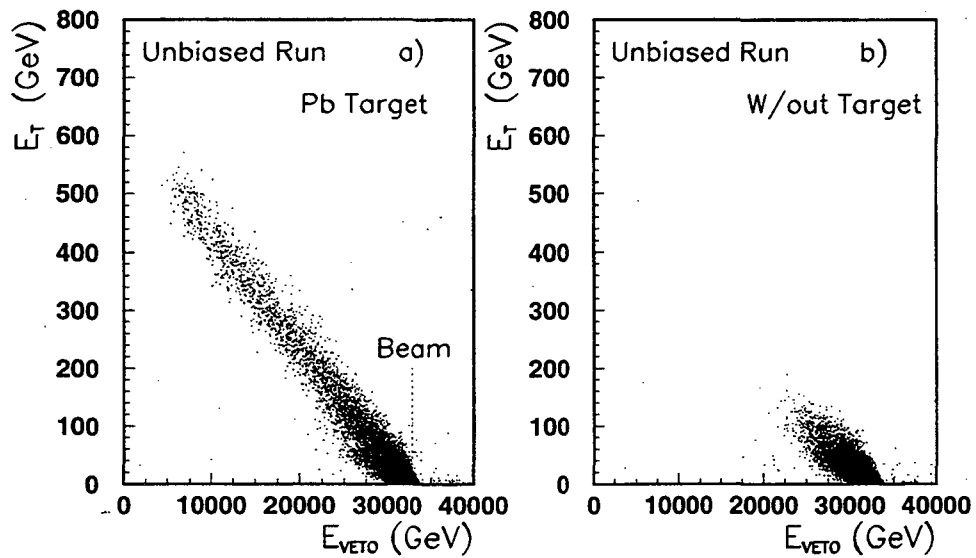 800
700
600
500
400
300
200
100
0
E_T (GeV)
Unbiased Run a)
Pb Target
Beam
0 10000 20000 30000 40000
E_VETO (GeV)
800
700
600
500
400
300
200
100
0
E_T (GeV)
Unbiased Run b)
W/out Target
0 10000 20000 30000 40000
E_VETO (GeV)